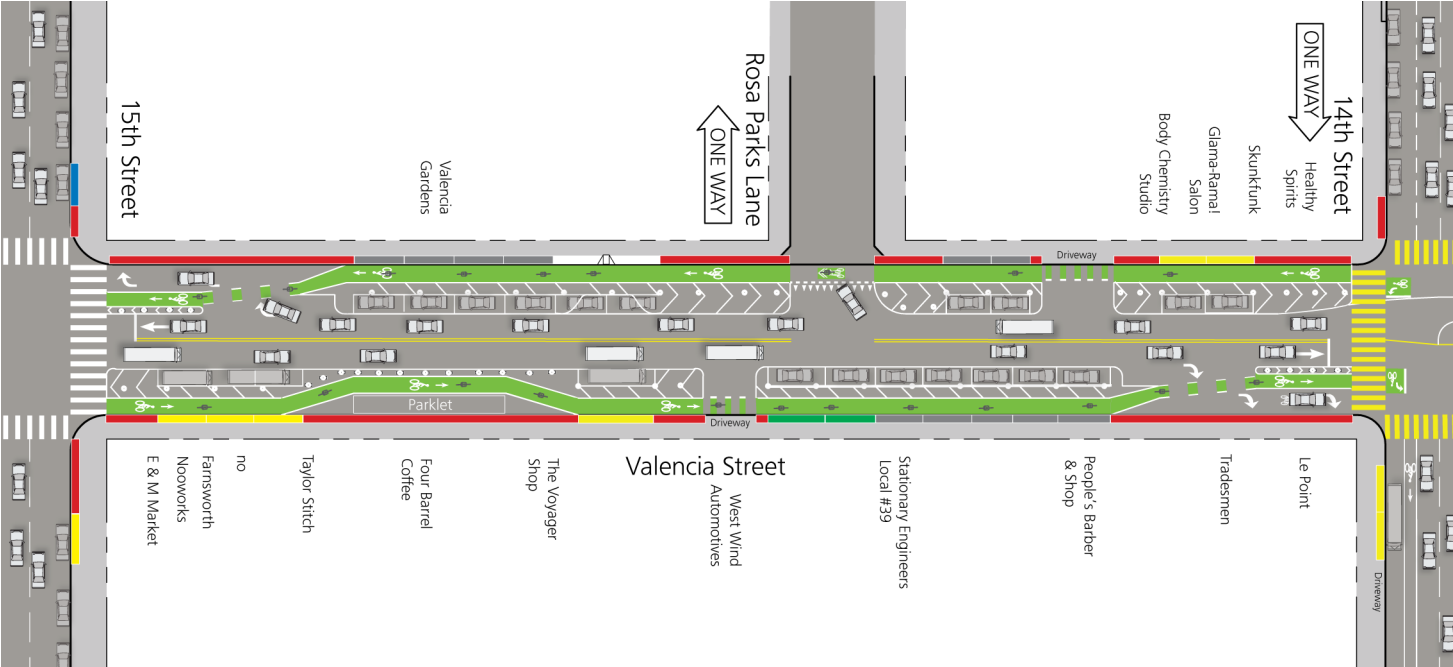 15th Street
Valencia
Gardens
Rosa Parks Lane
ONE WAY
Body Chemistry
Studio
Glama-Rama!
Salon
Skunkfunk
Healthy
Spirits
ONE WAY
14th Street
Driveway
Parklet
Driveway
Valencia Street
E & M Market
Nooworks
Farnsworth
no
Taylor Stitch
Four Barrel
Coffee
The Voyager
Shop
West Wind
Automotives
Stationary Engineers
Local #39
People's Barber
& Shop
Tradesmen
Le Point
Driveway